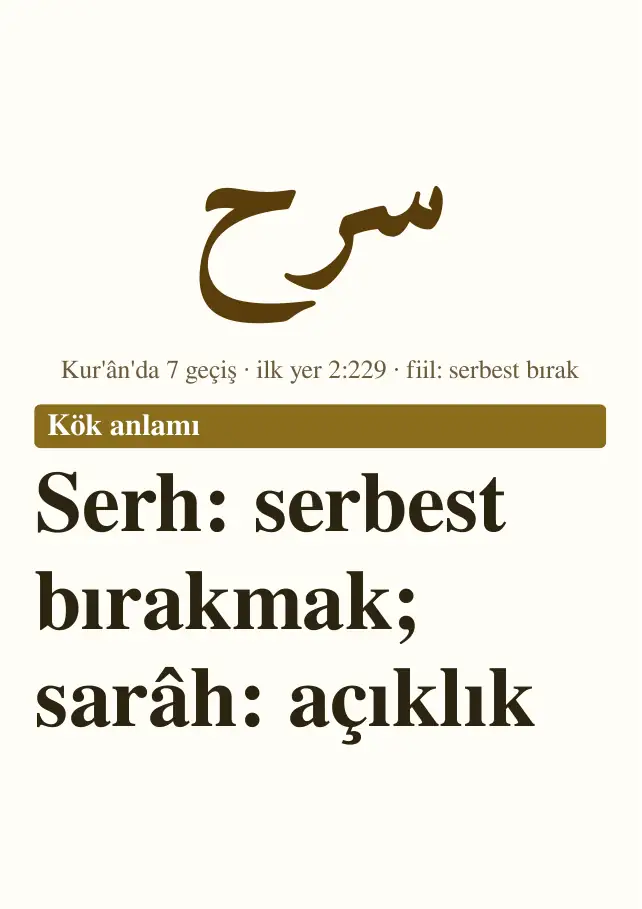 سرح
Kur'ân'da 7 geçiş · ilk yer 2:229 · fiil: serbest bırak
Kök anlamı
Serh: serbest
bırakmak;
sarâh: açıklık